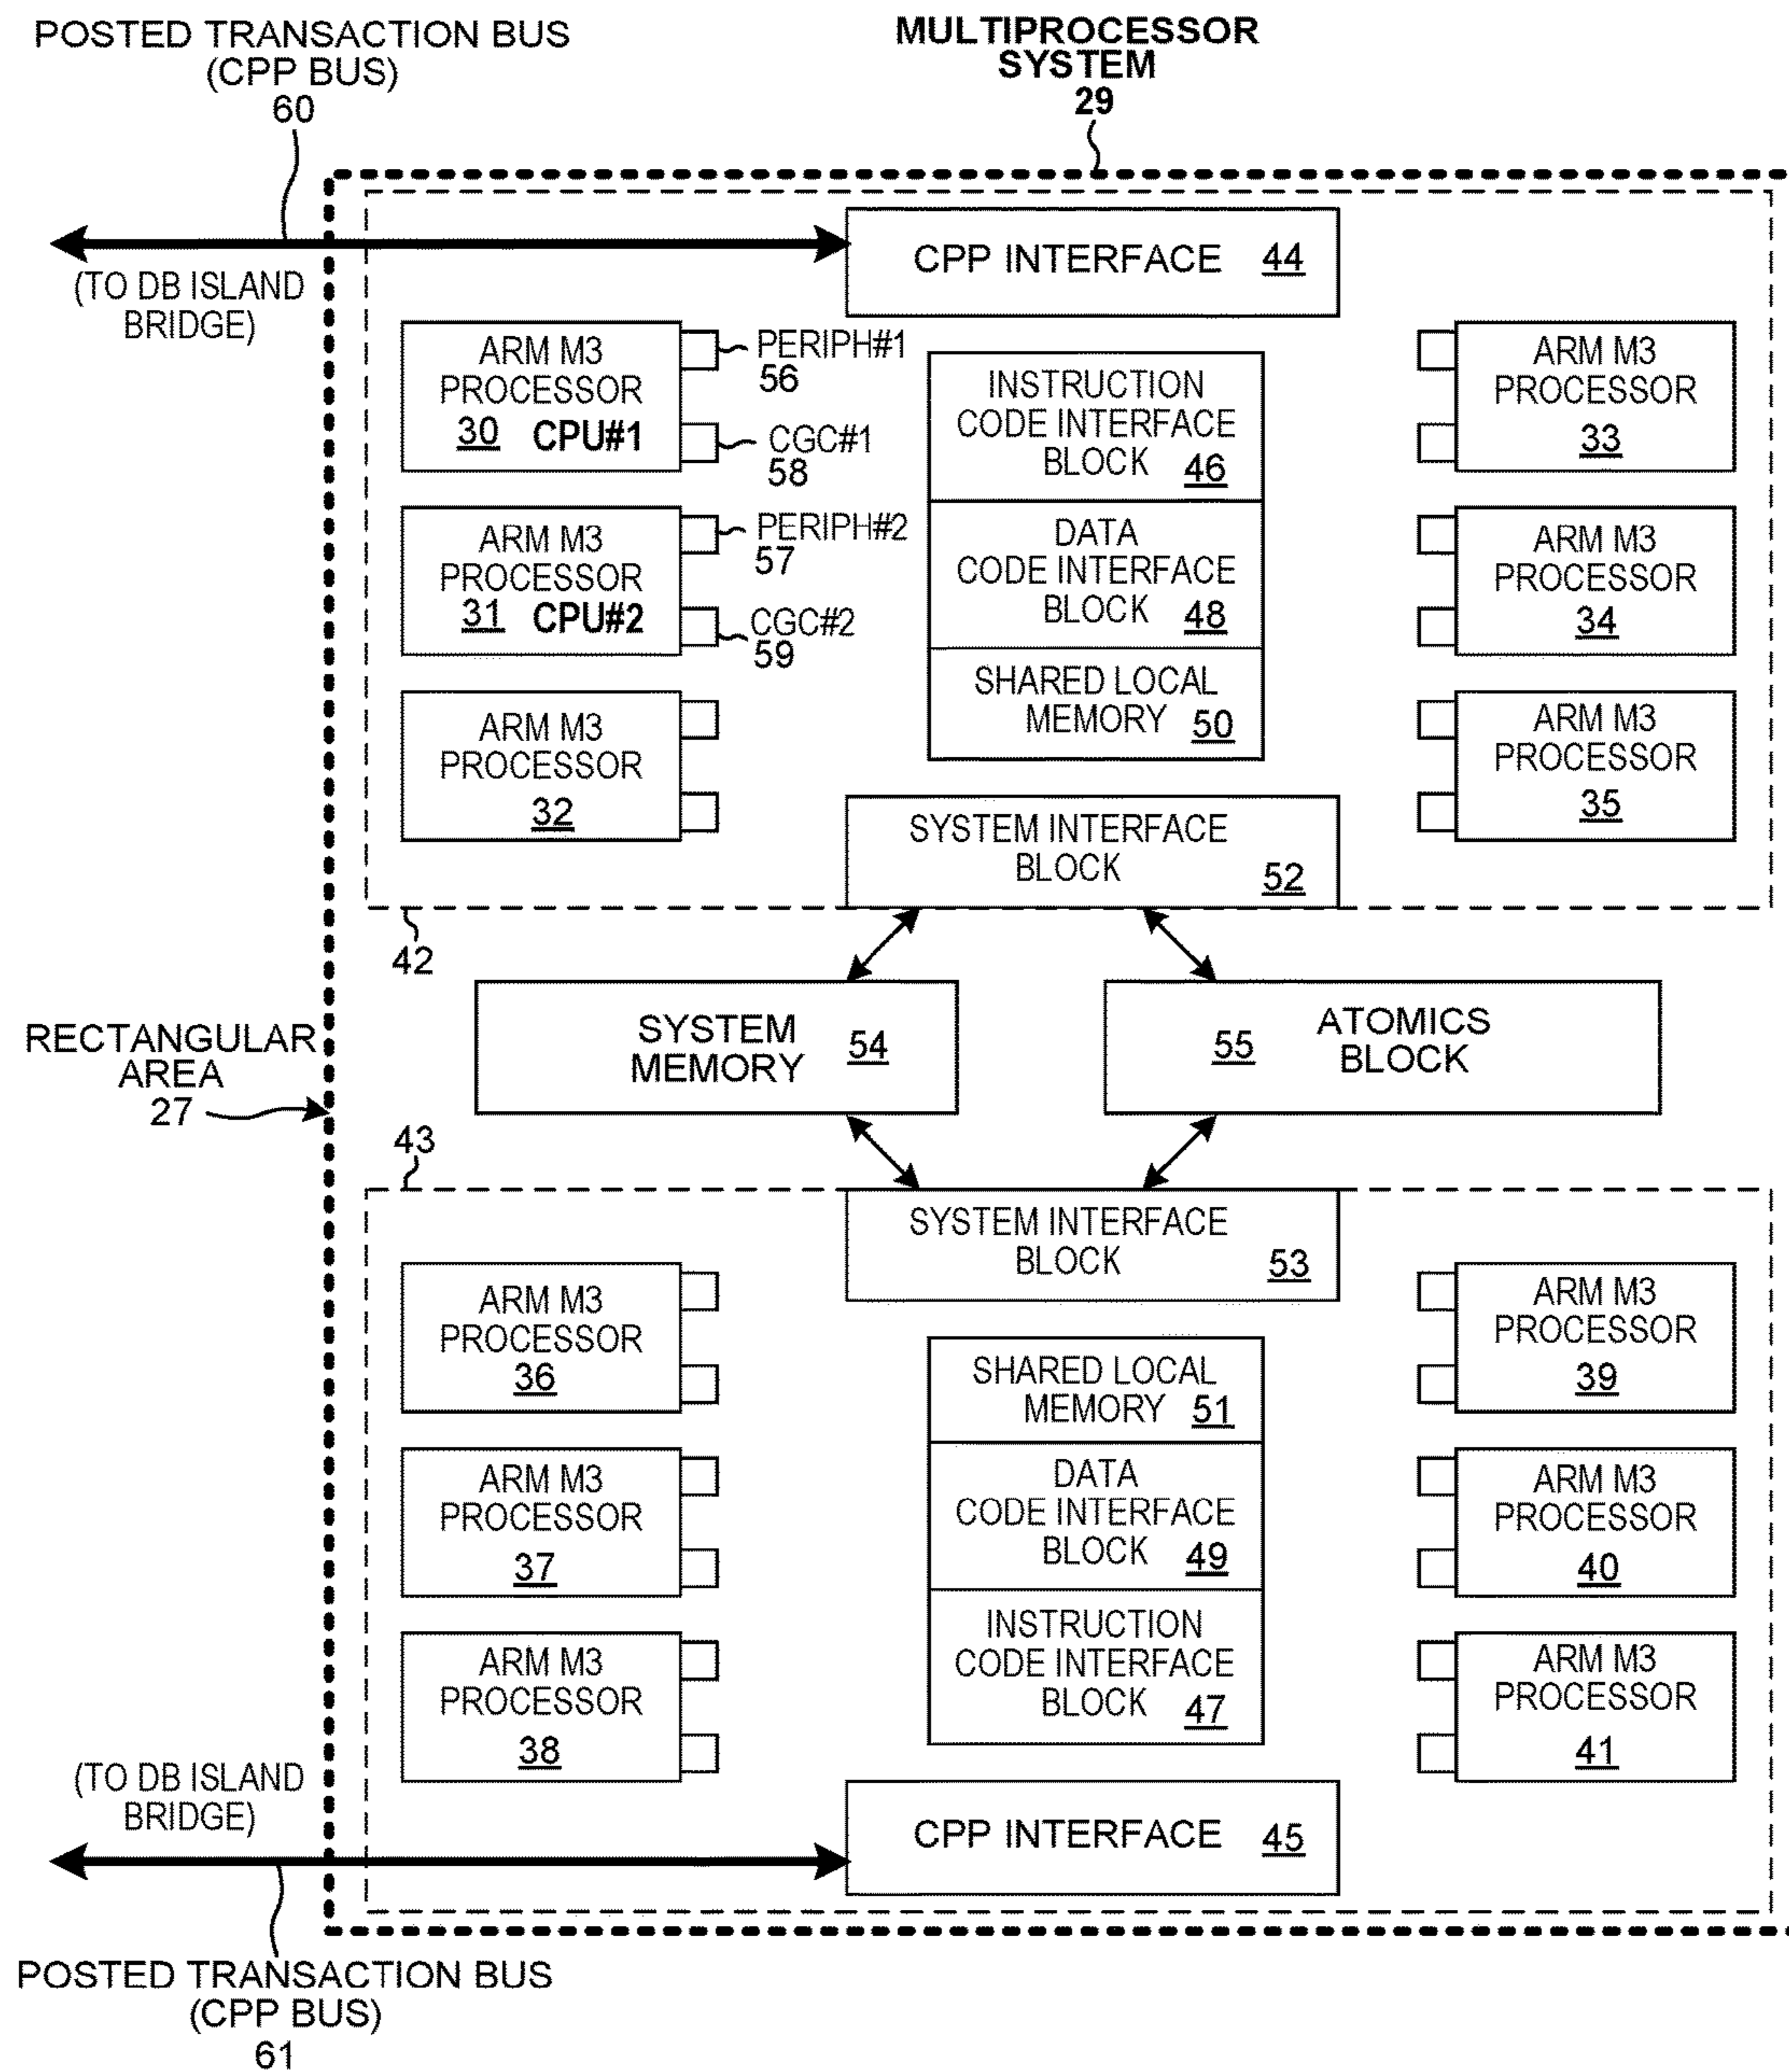 POSTED TRANSACTION BUS
(CPP BUS)
60
MULTIPROCESSOR
SYSTEM
29
(TO DB ISLAND
BRIDGE)
CPP INTERFACE 44
ARM M3
PROCESSOR
30 CPU#1
PERIPH#1
56
CGC#1
58
INSTRUCTION
CODE INTERFACE
BLOCK 46
ARM M3
PROCESSOR
33
ARM M3
PROCESSOR
31 CPU#2
PERIPH#2
57
CGC#2
59
DATA
CODE INTERFACE
BLOCK 48
ARM M3
PROCESSOR
34
ARM M3
PROCESSOR
32
SHARED LOCAL
MEMORY 50
ARM M3
PROCESSOR
35
SYSTEM INTERFACE
BLOCK 52
42
SYSTEM
MEMORY 54
55 ATOMICS
BLOCK
RECTANGULAR
AREA
27
43
SYSTEM INTERFACE
BLOCK 53
ARM M3
PROCESSOR
36
SHARED LOCAL
MEMORY 51
ARM M3
PROCESSOR
39
ARM M3
PROCESSOR
37
DATA
CODE INTERFACE
BLOCK 49
ARM M3
PROCESSOR
40
ARM M3
PROCESSOR
38
INSTRUCTION
CODE INTERFACE
BLOCK 47
ARM M3
PROCESSOR
41
(TO DB ISLAND
BRIDGE)
CPP INTERFACE 45
POSTED TRANSACTION BUS
(CPP BUS)
61